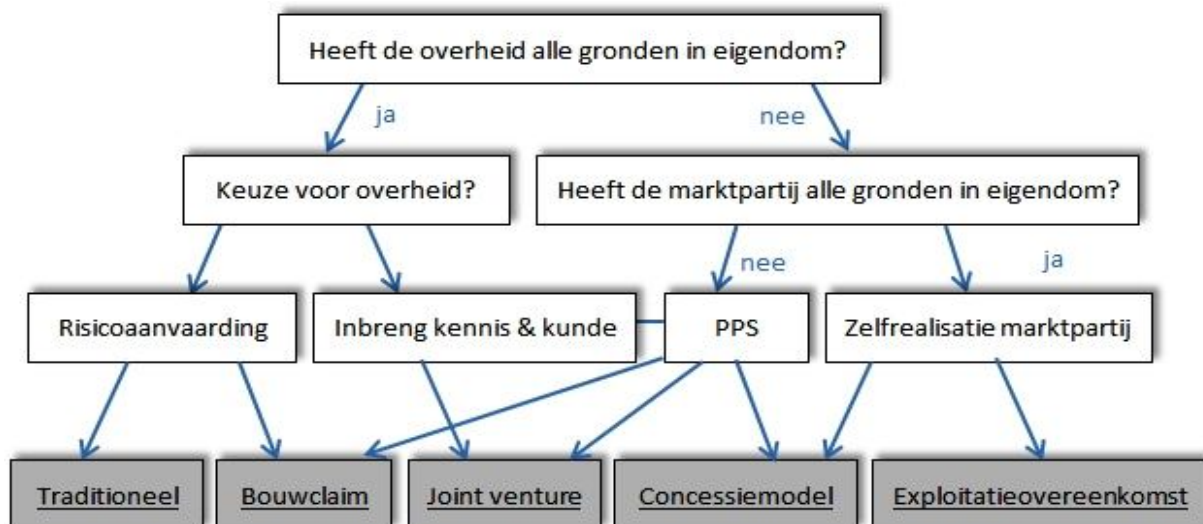 Heeft de overheid alle gronden in eigendom?
ja
nee
Keuze voor overheid?
Heeft de marktpartij alle gronden in eigendom?
nee
ja
Risicoaanvaarding
Inbreng kennis & kunde
PPS
Zelfrealisatie marktpartij
Traditioneel
Bouwclaim
Joint venture
Concessiemodel
Exploitatieovereenkomst